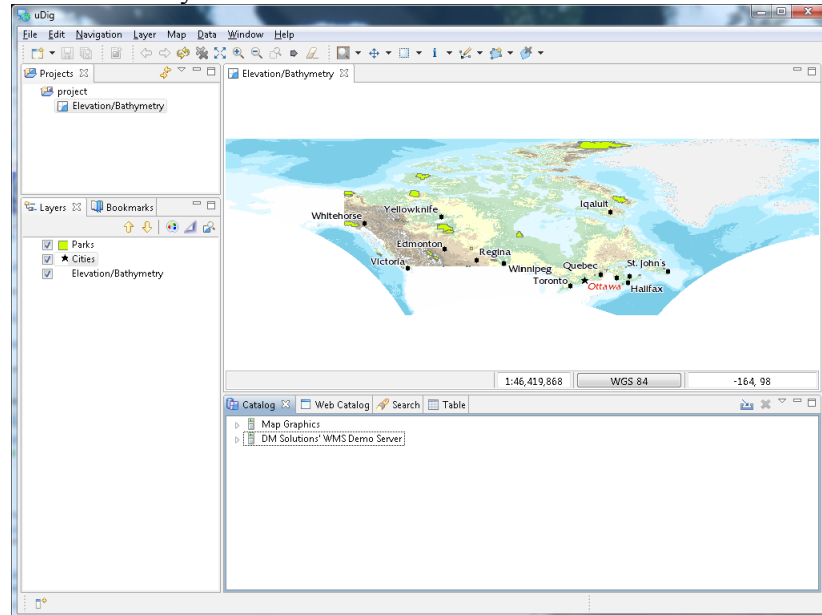 uDig
File Edit Navigation Layer Map Data Window Help
Projects
project
Elevation/Bathymetry
Layers Bookmarks
Parks
Cities
Elevation/Bathymetry
Elevation/Bathymetry
Iqaluit
Yellowknife
Whitehorse
Edmonton
Regina
Victoria
Winnipeg
Quebec
St. John's
Toronto
Ottawa
Halifax
1:46,419,868 WGS 84 -164, 98
Catalog Web Catalog Search Table
Map Graphics
DM Solutions' WMS Demo Server